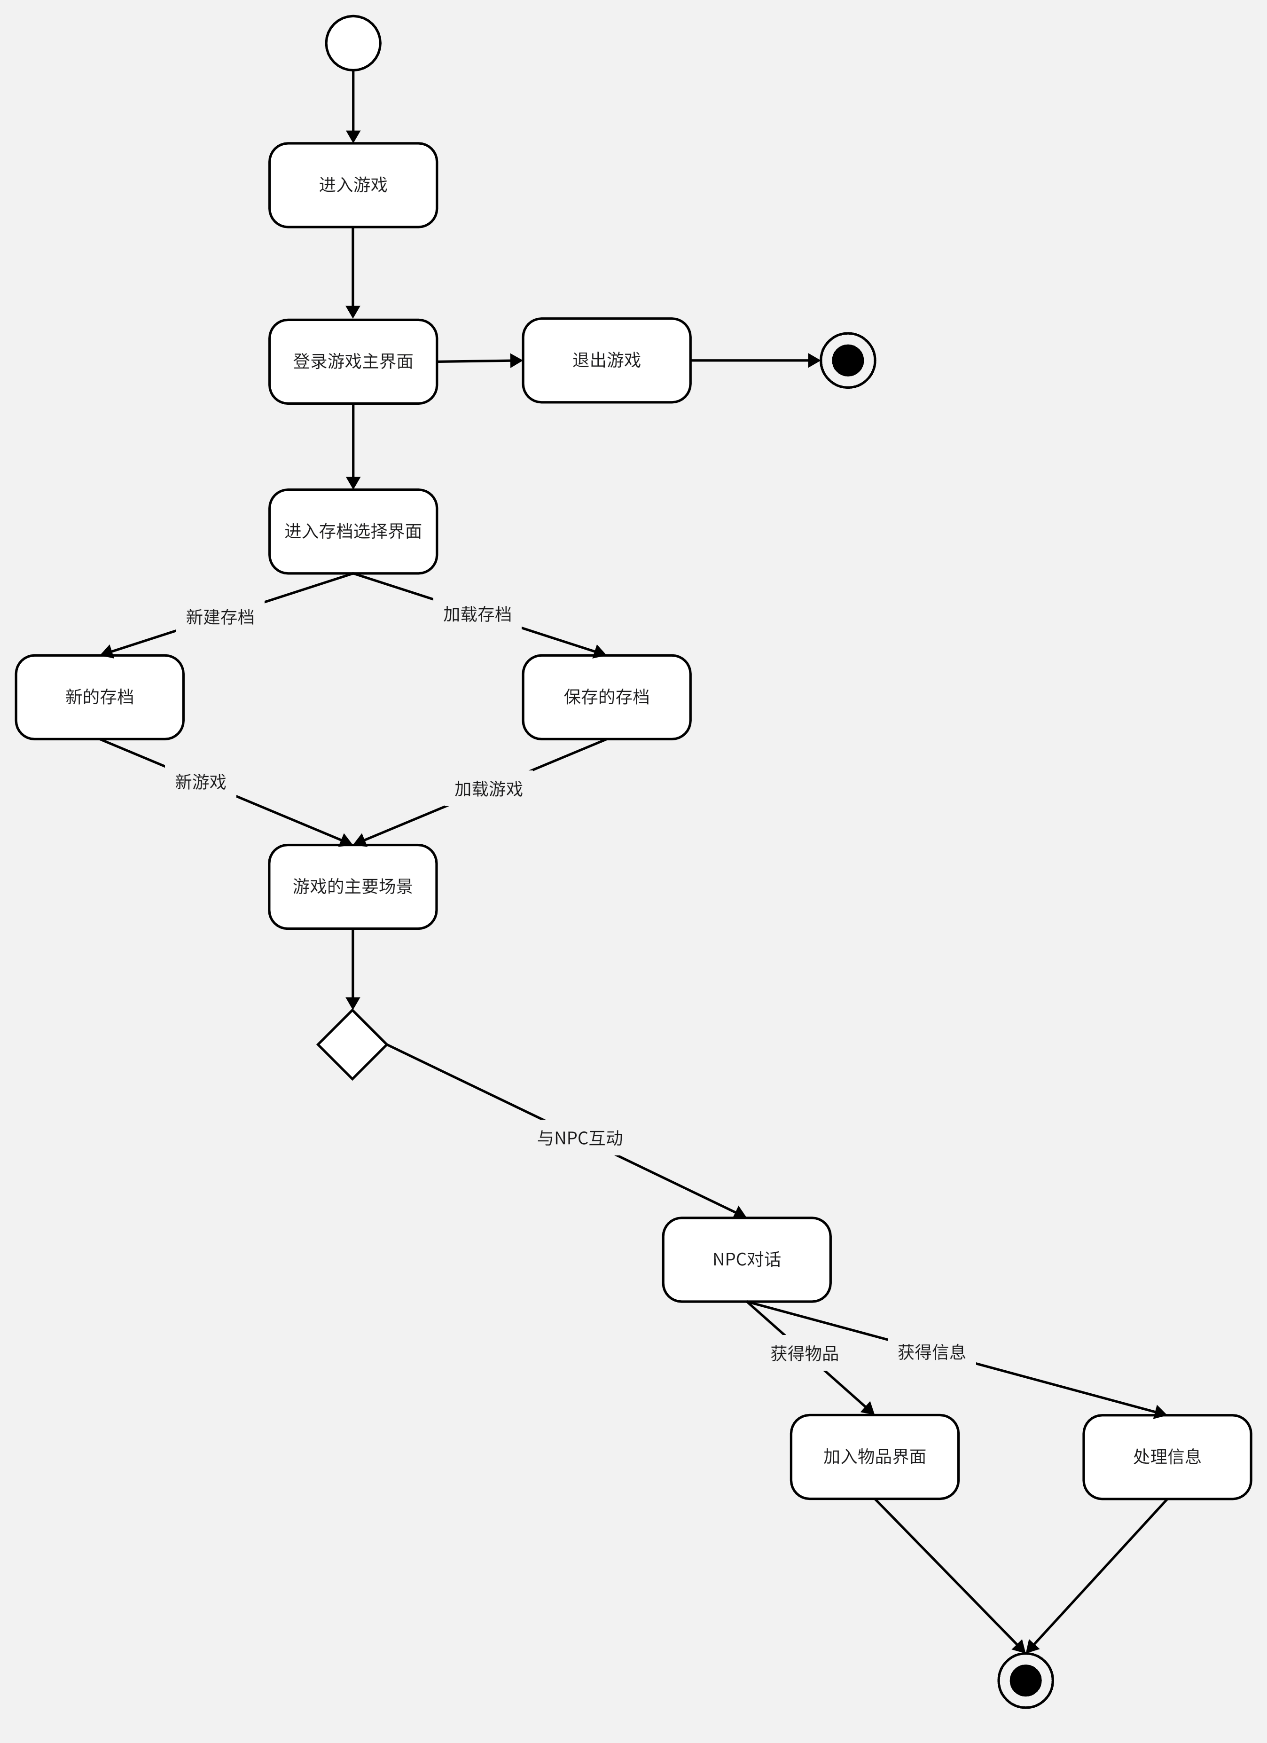 进入游戏
登录游戏主界面
退出游戏
进入存档选择界面
新建存档
加载存档
新的存档
保存的存档
新游戏
加载游戏
游戏的主要场景
与NPC互动
NPC对话
获得物品
获得信息
加入物品界面
处理信息